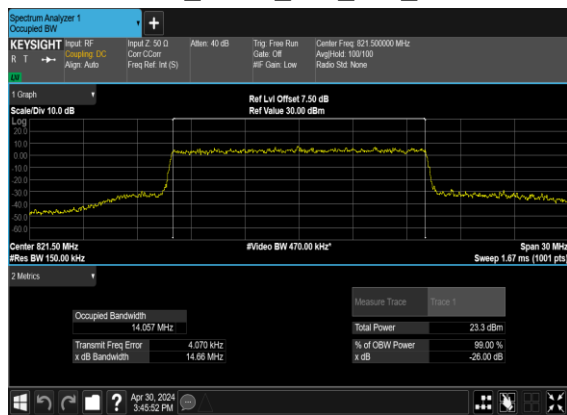 Spectrum Analyzer 1
Occupied BW
KEYSIGHT Input: RF Input Z: 50 Ω Atten: 40 dB Trig: Free Run Center Freq: 821.500000 MHz
R T Coupling: DC Corr CCorr Gate: Off Avg|Hold: 100/100
Align: Auto Freq Ref: Int (S) #IF Gain: Low Radio Std: None
1 Graph
Ref Lvl Offset 7.50 dB
Scale/Div 10.0 dB Ref Value 30.00 dBm
Log
20.0
10.0
0.00
-10.0
-20.0
-30.0
-40.0
-50.0
-60.0
Center 821.50 MHz #Video BW 470.00 kHz* Span 30 MHz
#Res BW 150.00 kHz Sweep 1.67 ms (1001 pts)
2 Metrics
Measure Trace Trace 1
Occupied Bandwidth
14.057 MHz Total Power 23.3 dBm
Transmit Freq Error 4.070 kHz % of OBW Power 99.00 %
x dB Bandwidth 14.66 MHz x dB -26.00 dB
Apr 30, 2024
3:45:52 PM